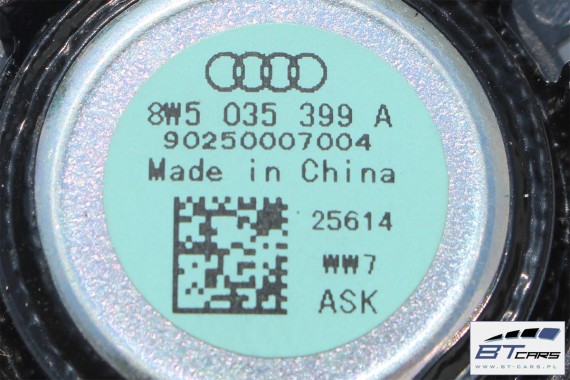 8W5 035 399 A
90250007004
Made in China
25614
WW7
ASK
BTCARS
WWW.BT-CARS.PL